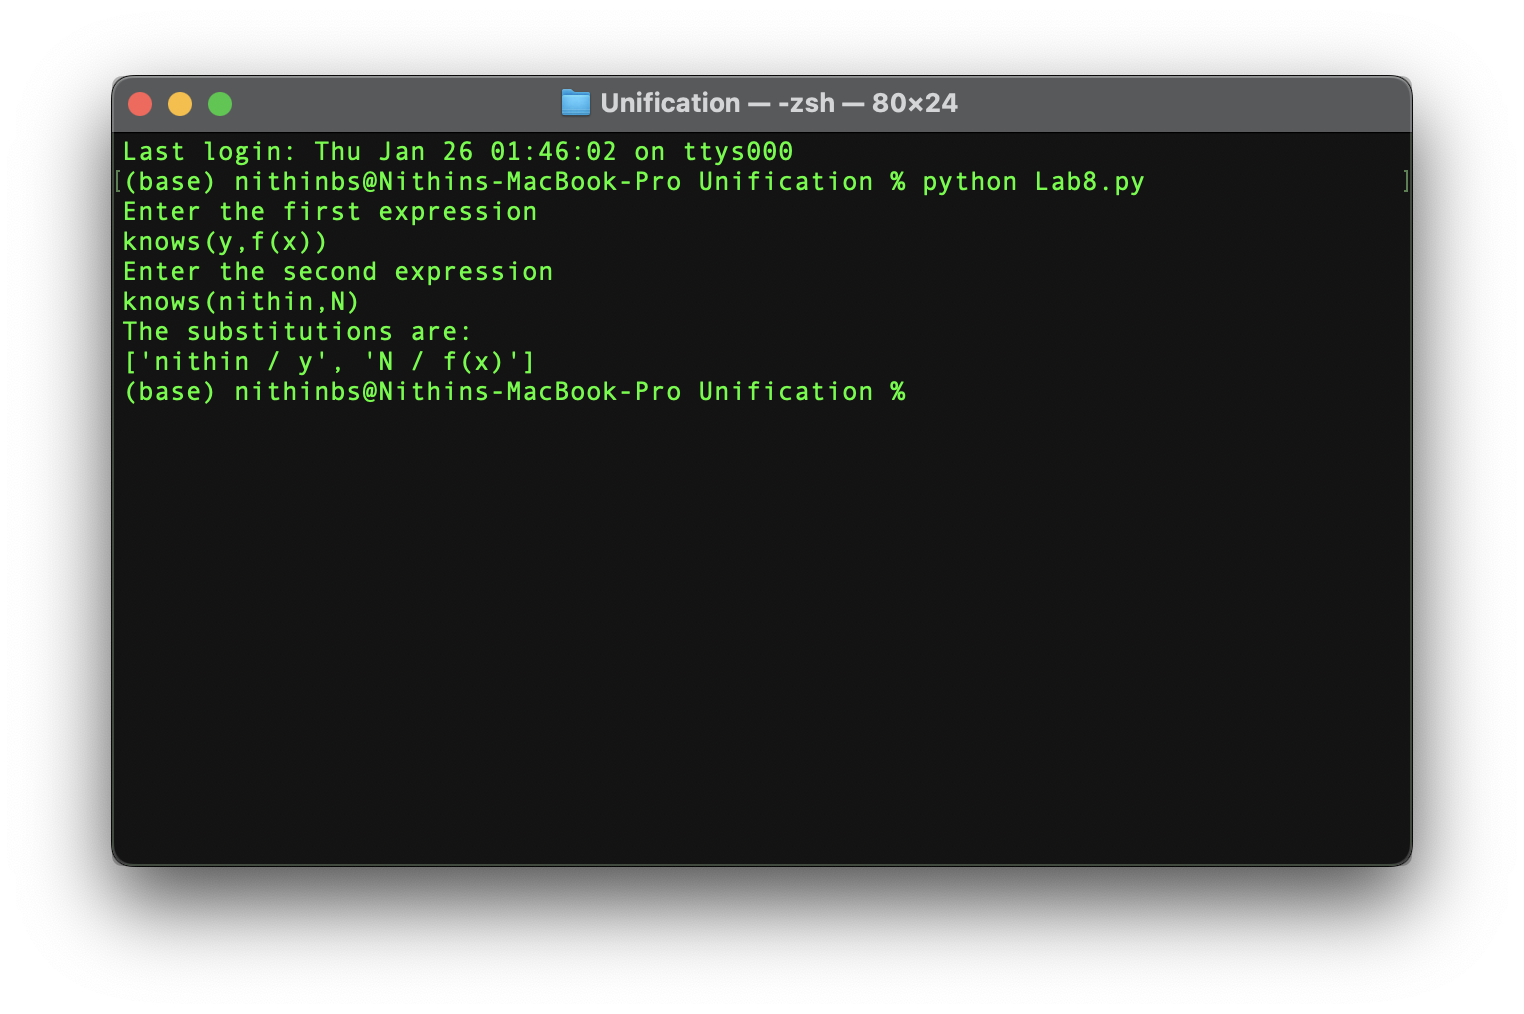 Unification — -zsh — 80×24
Last login: Thu Jan 26 01:46:02 on ttys000
[(base) nithinbs@Nithins-MacBook-Pro Unification % python Lab8.py ]
Enter the first expression
knows(y,f(x))
Enter the second expression
knows(nithin,N)
The substitutions are:
['nithin / y', 'N / f(x)']
(base) nithinbs@Nithins-MacBook-Pro Unification %